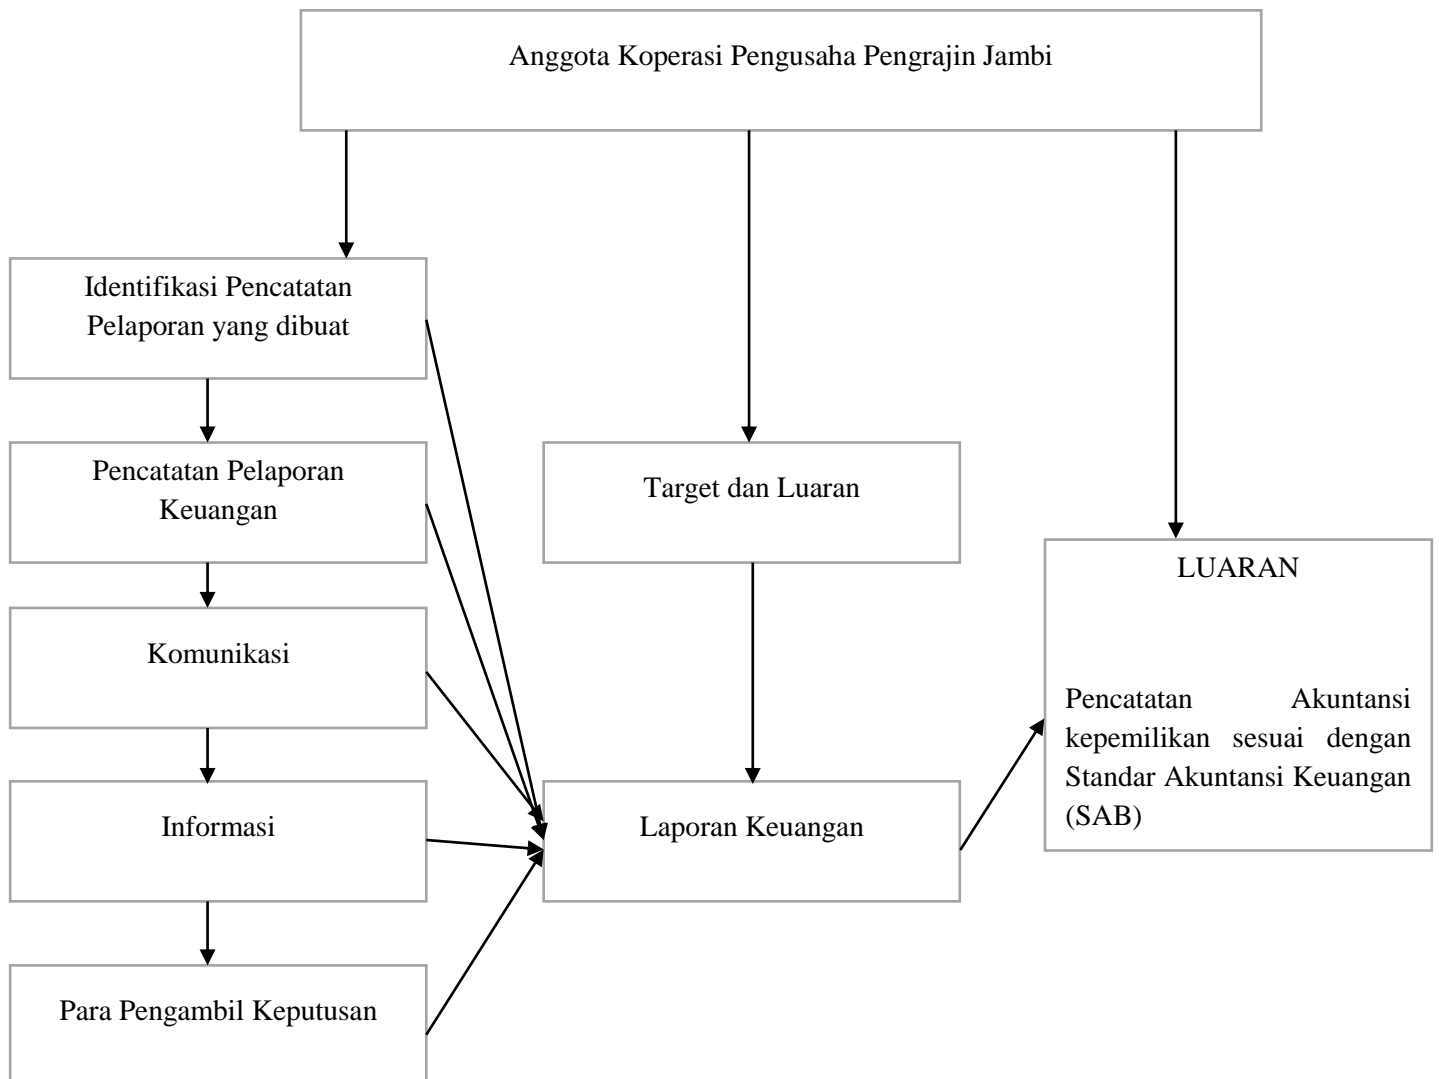 Anggota Koperasi Pengusaha Pengrajin Jambi
Identifikasi Pencatatan
Pelaporan yang dibuat
Pencatatan Pelaporan
Keuangan
Komunikasi
Informasi
Para Pengambil Keputusan
Target dan Luaran
Laporan Keuangan
LUARAN
Pencatatan Akuntansi
kepemilikan sesuai dengan
Standar Akuntansi Keuangan
(SAB)